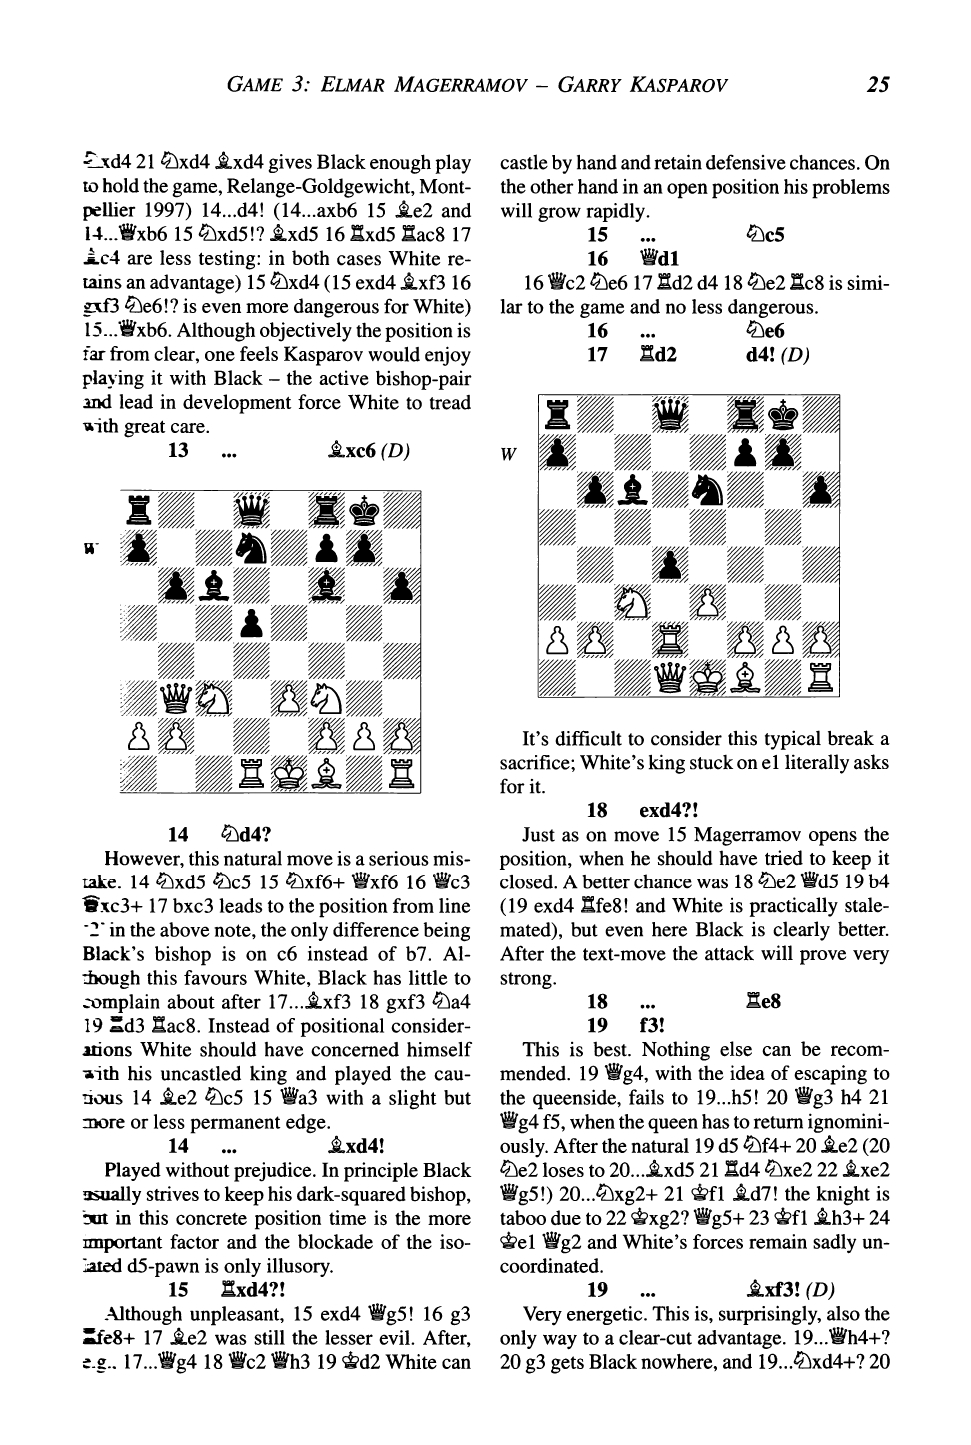 GAME 3: ELMAR MAGERRAMOV – GARRY KASPAROV 25
♘xd4 21 ♘xd4 ♗xd4 gives Black enough play
to hold the game, Relange-Goldgewicht, Mont-
pellier 1997) 14...d4! (14...axb6 15 ♗e2 and
14...♕xb6 15 ♘xd5!? ♗xd5 16 ♖xd5 ♖ac8 17
♗c4 are less testing: in both cases White re-
tains an advantage) 15 ♘xd4 (15 exd4 ♗xf3 16
gxf3 ♘e6!? is even more dangerous for White)
15...♕xb6. Although objectively the position is
far from clear, one feels Kasparov would enjoy
playing it with Black – the active bishop-pair
and lead in development force White to tread
with great care.
13 ... ♗xc6 (D)
W
14 ♘d4?
However, this natural move is a serious mis-
take. 14 ♘xd5 ♘c5 15 ♘xf6+ ♕xf6 16 ♕c3
♕xc3+ 17 bxc3 leads to the position from line
‘2’ in the above note, the only difference being
Black's bishop is on c6 instead of b7. Al-
though this favours White, Black has little to
complain about after 17...♗xf3 18 gxf3 ♘a4
19 ♖d3 ♖ac8. Instead of positional consider-
ations White should have concerned himself
with his uncastled king and played the cau-
tious 14 ♗e2 ♘c5 15 ♕a3 with a slight but
more or less permanent edge.
14 ... ♗xd4!
Played without prejudice. In principle Black
usually strives to keep his dark-squared bishop,
but in this concrete position time is the more
important factor and the blockade of the iso-
lated d5-pawn is only illusory.
15 ♖xd4?!
Although unpleasant, 15 exd4 ♕g5! 16 g3
♖fe8+ 17 ♗e2 was still the lesser evil. After,
e.g., 17...♕g4 18 ♕c2 ♕h3 19 ♔d2 White can
castle by hand and retain defensive chances. On
the other hand in an open position his problems
will grow rapidly.
15 ... ♘c5
16 ♕d1
16 ♕c2 ♘e6 17 ♖d2 d4 18 ♘e2 ♖c8 is simi-
lar to the game and no less dangerous.
16 ... ♘e6
17 ♖d2 d4! (D)
W
It's difficult to consider this typical break a
sacrifice; White's king stuck on e1 literally asks
for it.
18 exd4?!
Just as on move 15 Magerramov opens the
position, when he should have tried to keep it
closed. A better chance was 18 ♘e2 ♕d5 19 b4
(19 exd4 ♖fe8! and White is practically stale-
mated), but even here Black is clearly better.
After the text-move the attack will prove very
strong.
18 ... ♖e8
19 f3!
This is best. Nothing else can be recom-
mended. 19 ♕g4, with the idea of escaping to
the queenside, fails to 19...h5! 20 ♕g3 h4 21
♕g4 f5, when the queen has to return ignomini-
ously. After the natural 19 d5 ♘f4+ 20 ♗e2 (20
♘e2 loses to 20...♗xd5 21 ♖d4 ♘xe2 22 ♗xe2
♕g5!) 20...♘xg2+ 21 ♔f1 ♗d7! the knight is
taboo due to 22 ♔xg2? ♕g5+ 23 ♔f1 ♗h3+ 24
♔e1 ♕g2 and White's forces remain sadly un-
coordinated.
19 ... ♗xf3! (D)
Very energetic. This is, surprisingly, also the
only way to a clear-cut advantage. 19...♕h4+?
20 g3 gets Black nowhere, and 19...♘xd4+? 20